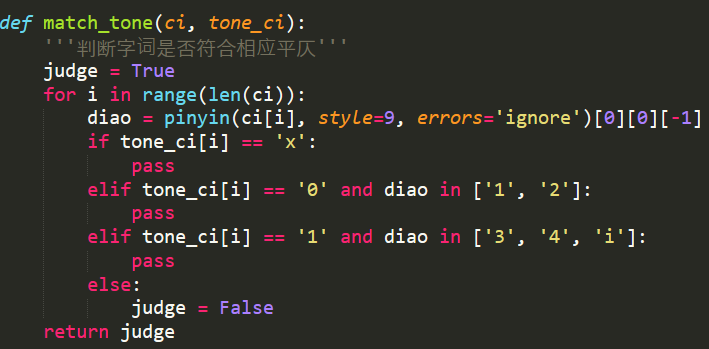 def match_tone(ci, tone_ci):
    '''判断字词是否符合相应平仄'''
    judge = True
    for i in range(len(ci)):
        diao = pinyin(ci[i], style=9, errors='ignore')[0][0][-1]
        if tone_ci[i] == 'x':
            pass
        elif tone_ci[i] == '0' and diao in ['1', '2']:
            pass
        elif tone_ci[i] == '1' and diao in ['3', '4', 'i']:
            pass
        else:
            judge = False
    return judge